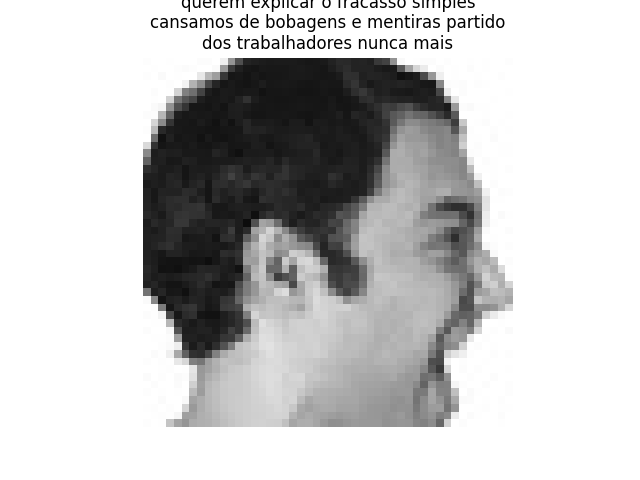 querem explicar o fracasso simples
cansamos de bobagens e mentiras partido
dos trabalhadores nunca mais